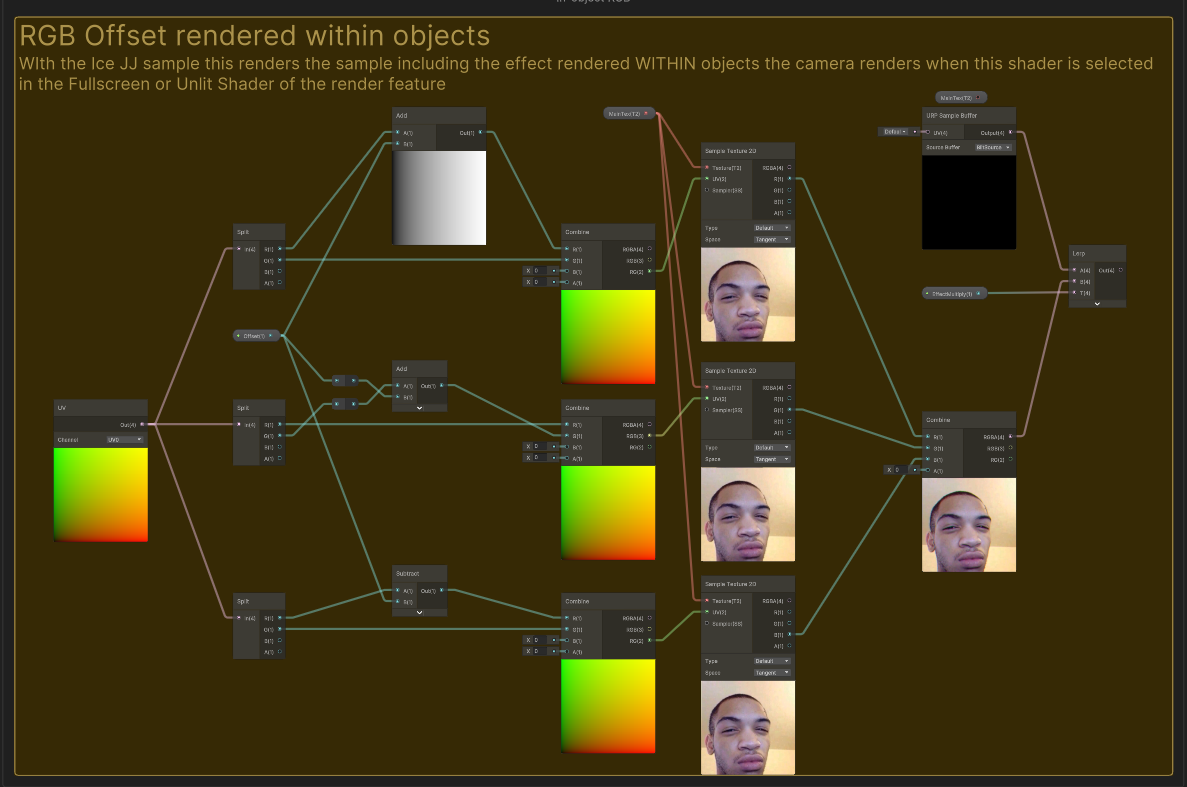 RGB Offset rendered within objects
WIth the Ice JJ sample this renders the sample including the effect rendered WITHIN objects the camera renders when this shader is selected
in the Fullscreen or Unlit Shader of the render feature
MainText(T2)
Add
MainText(T2)
URP Sample Buffer
A(1) Out(1)
B(1)
Default UV(4) Output(4)
Source Buffer BlitSource
Sample Texture 2D
Texture(T2) RGBA(4)
UV(2) R(1)
Sampler(SS) G(1)
B(1)
A(1)
Type Default
Space Tangent
Split
In(4) R(1)
G(1)
B(1)
A(1)
Combine
R(1) RGBA(4)
G(1) RGB(3)
X 0 B(1) RG(2)
X 0 A(1)
Lerp
A(4) Out(4)
B(4)
T(4)
EffectMultiply(1)
Offset(1)
Add
A(1) Out(1)
B(1)
Sample Texture 2D
Texture(T2) RGBA(4)
UV(2) R(1)
Sampler(SS) G(1)
B(1)
A(1)
Type Default
Space Tangent
UV
Out(4)
Channel UV0
Split
In(4) R(1)
G(1)
B(1)
A(1)
Combine
R(1) RGBA(4)
G(1) RGB(3)
X 0 B(1) RG(2)
X 0 A(1)
Combine
R(1) RGBA(4)
G(1) RGB(3)
B(1) RG(2)
X 0 A(1)
Subtract
A(1) Out(1)
B(1)
Sample Texture 2D
Texture(T2) RGBA(4)
UV(2) R(1)
Sampler(SS) G(1)
B(1)
A(1)
Type Default
Space Tangent
Split
In(4) R(1)
G(1)
B(1)
A(1)
Combine
R(1) RGBA(4)
G(1) RGB(3)
X 0 B(1) RG(2)
X 0 A(1)